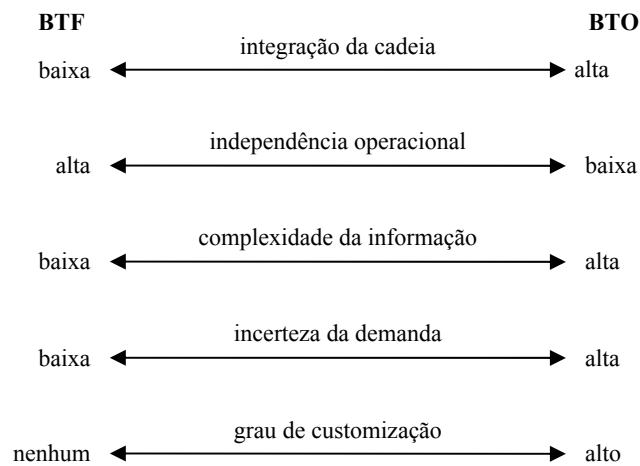 BTF BTO
integração da cadeia
baixa alta
independência operacional
alta baixa
complexidade da informação
baixa alta
incerteza da demanda
baixa alta
grau de customização
nenhum alto